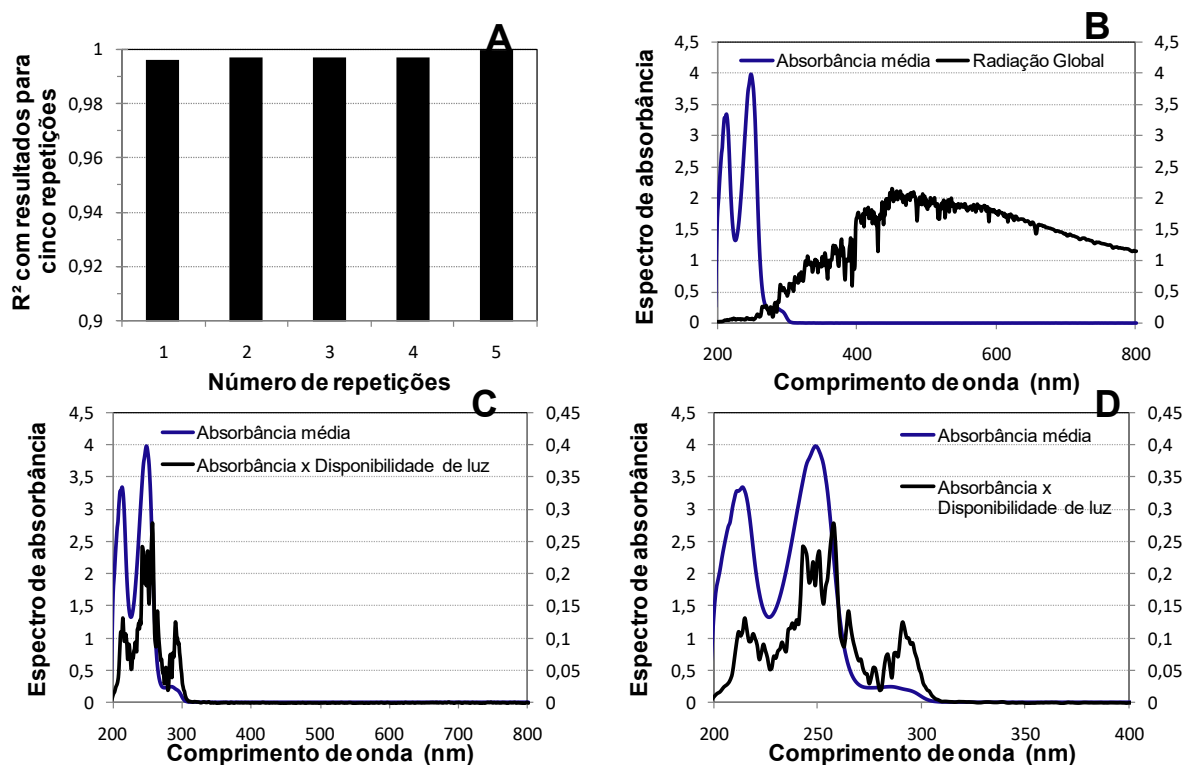 A
R² com resultados para
cinco repetições
1
0,98
0,96
0,94
0,92
0,9
1 2 3 4 5
Número de repetições
B
Espectro de absorbância
4,5
4
3,5
3
2,5
2
1,5
1
0,5
0
Absorbância média
Radiação Global
4,5
4
3,5
3
2,5
2
1,5
1
0,5
0
200 400 600 800
Comprimento de onda (nm)
C
Espectro de absorbância
4,5
4
3,5
3
2,5
2
1,5
1
0,5
0
Absorbância média
Absorbância x Disponibilidade de luz
0,45
0,4
0,35
0,3
0,25
0,2
0,15
0,1
0,05
0
200 300 400 500 600 700 800
Comprimento de onda (nm)
D
Espectro de absorbância
4,5
4
3,5
3
2,5
2
1,5
1
0,5
0
Absorbância média
Absorbância x
Disponibilidade de luz
0,45
0,4
0,35
0,3
0,25
0,2
0,15
0,1
0,05
0
200 250 300 350 400
Comprimento de onda (nm)